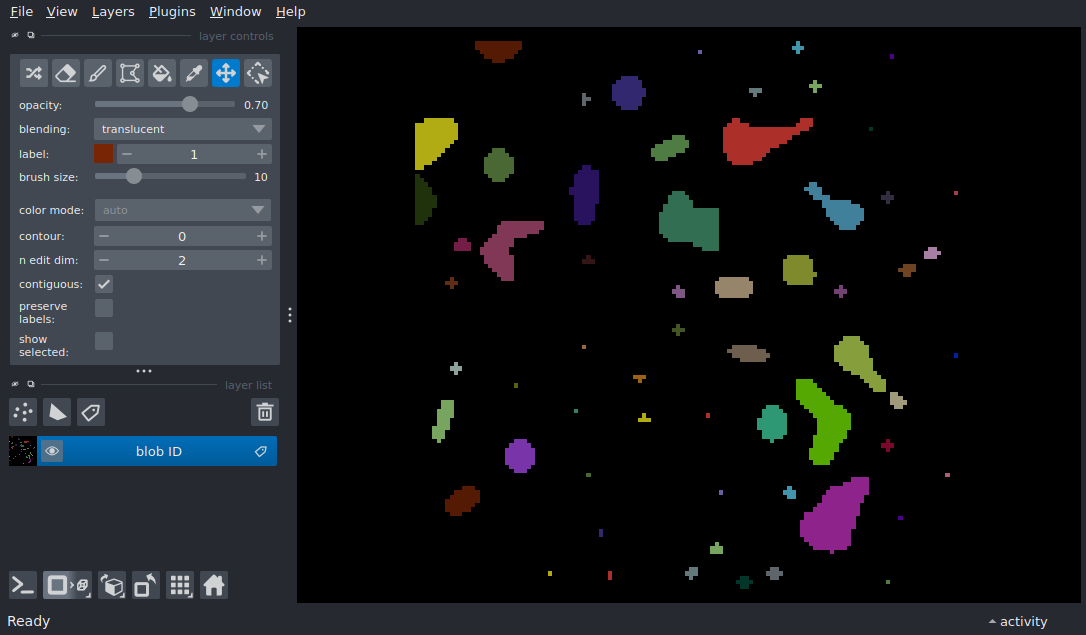 File View Layers Plugins Window Help
layer controls
opacity: 0.70
blending: translucent
label: 1
brush size: 10
color mode: auto
contour: 0
n edit dim: 2
contiguous:
preserve
labels:
show
selected:
layer list
blob ID
Ready activity